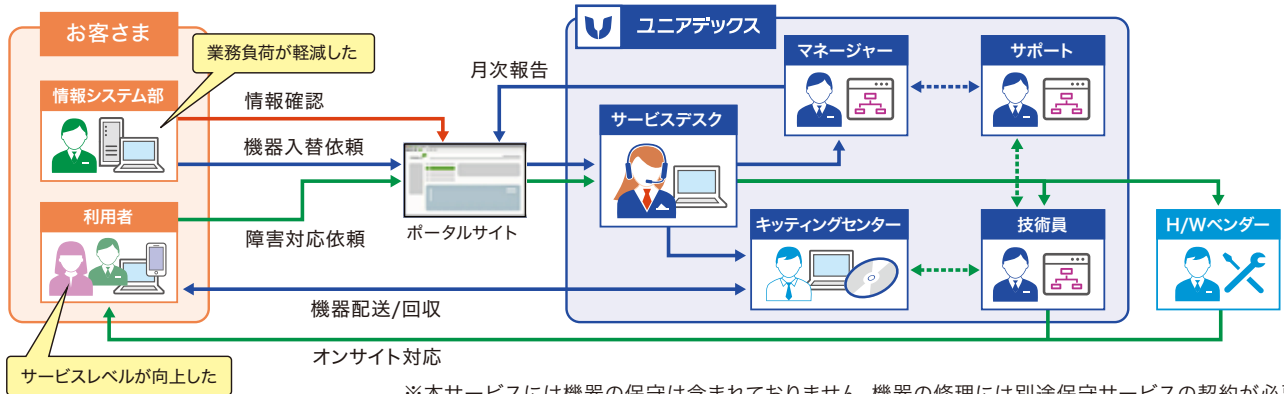 お客さま
業務負荷が軽減した
情報システム部
利用者
サービスレベルが向上した
情報確認
機器入替依頼
障害対応依頼
月次報告
ポータルサイト
機器配送/回収
オンサイト対応
ユニアデックス
サービスデスク
マネージャー
サポート
キッティングセンター
技術員
H/Wベンダー
※本サービスには機器の保守は含まれておりません。機器の修理には別途保守サービスの契約が必